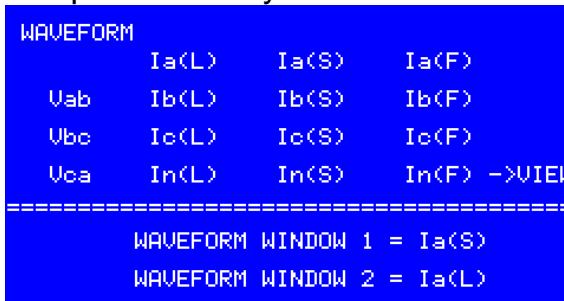 WAVEFORM
Ia(L) Ia(S) Ia(F)
Vab Ib(L) Ib(S) Ib(F)
Vbc Ic(L) Ic(S) Ic(F)
Vca In(L) In(S) In(F) ->VIEW
========================================
WAVEFORM WINDOW 1 = Ia(S)
WAVEFORM WINDOW 2 = Ia(L)